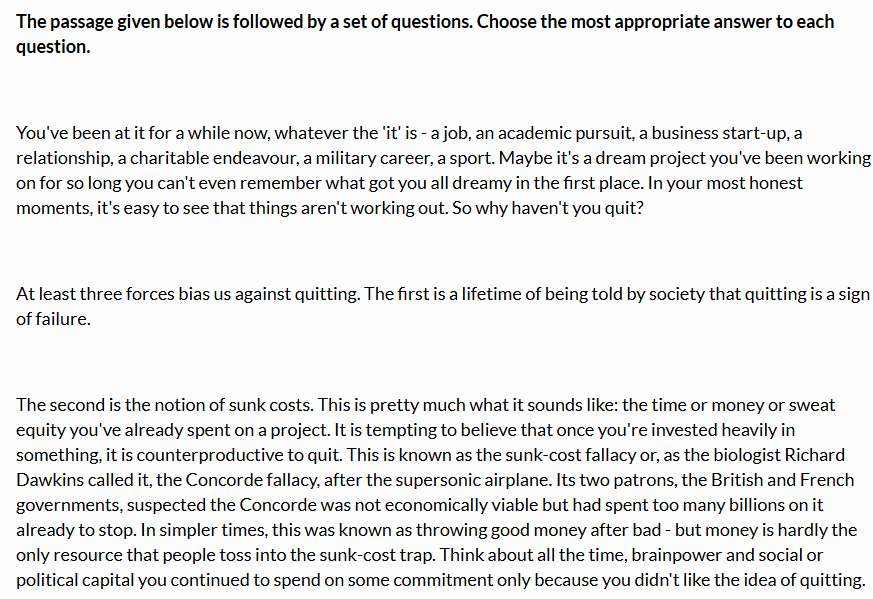 The passage given below is followed by a set of questions. Choose the most appropriate answer to each
question.
You've been at it for a while now, whatever the 'it' is - a job, an academic pursuit, a business start-up, a
relationship, a charitable endeavour, a military career, a sport. Maybe it's a dream project you've been working
on for so long you can't even remember what got you all dreamy in the first place. In your most honest
moments, it's easy to see that things aren't working out. So why haven't you quit?
At least three forces bias us against quitting. The first is a lifetime of being told by society that quitting is a sign
of failure.
The second is the notion of sunk costs. This is pretty much what it sounds like: the time or money or sweat
equity you've already spent on a project. It is tempting to believe that once you're invested heavily in
something, it is counterproductive to quit. This is known as the sunk-cost fallacy or, as the biologist Richard
Dawkins called it, the Concorde fallacy, after the supersonic airplane. Its two patrons, the British and French
governments, suspected the Concorde was not economically viable but had spent too many billions on it
already to stop. In simpler times, this was known as throwing good money after bad - but money is hardly the
only resource that people toss into the sunk-cost trap. Think about all the time, brainpower and social or
political capital you continued to spend on some commitment only because you didn't like the idea of quitting.